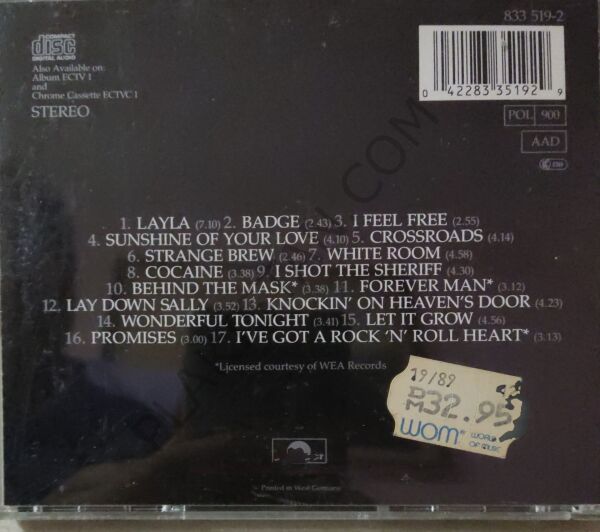 833 519-2
COMPACT
disc
DIGITAL AUDIO
Also Available on:
Album ECTV 1
and
Chrome Cassette ECTVC 1
STEREO
0 42283 35192 9
POL 900
AAD
1. LAYLA (7.10) 2. BADGE (2.43) 3. I FEEL FREE (2.55)
4. SUNSHINE OF YOUR LOVE (4.10) 5. CROSSROADS (4.14)
6. STRANGE BREW (2.46) 7. WHITE ROOM (4.58)
8. COCAINE (3.38) 9. I SHOT THE SHERIFF (4.30)
10. BEHIND THE MASK* (3.38) 11. FOREVER MAN* (3.12)
12. LAY DOWN SALLY (3.52) 13. KNOCKIN' ON HEAVEN'S DOOR (4.23)
14. WONDERFUL TONIGHT (3.41) 15. LET IT GROW (4.56)
16. PROMISES (3.00) 17. I'VE GOT A ROCK 'N' ROLL HEART* (3.13)
*Licensed courtesy of WEA Records
19/89
DM32.95
WOM WORLD
OF MUSIC
Printed in West Germany